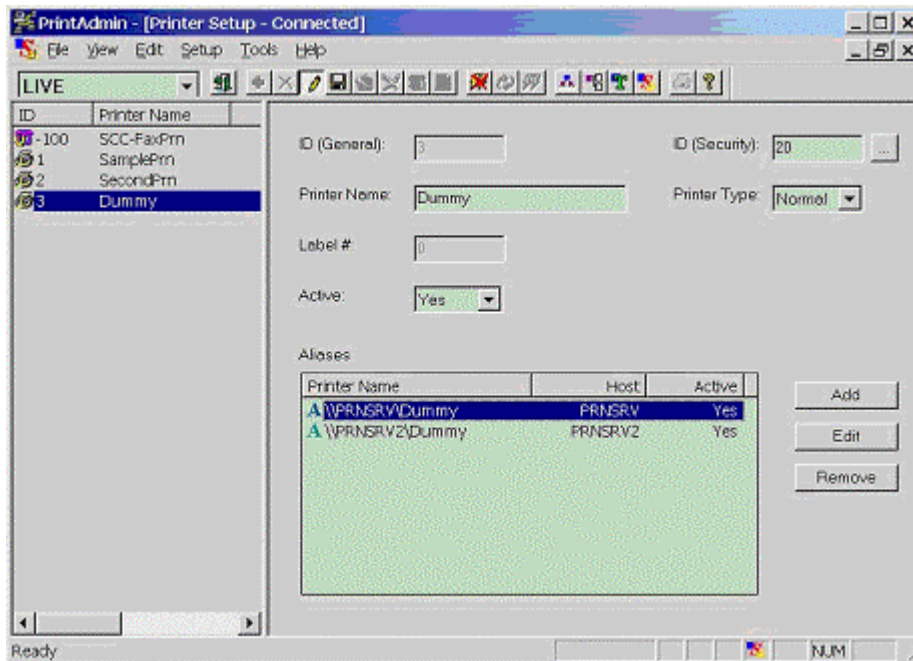 PrintAdmin - [Printer Setup - Connected]
File View Edit Setup Tools Help
LIVE
ID Printer Name
-100 SCC-FaxPrn
1 SamplePrn
2 SecondPrn
3 Dummy
ID (General): 3 ID (Security): 20 ...
Printer Name: Dummy Printer Type: Normal
Label #: 0
Active: Yes
Aliases
Printer Name Host Active
A \\PRNSRV\Dummy PRNSRV Yes
A \\PRNSRV2\Dummy PRNSRV2 Yes
Add
Edit
Remove
Ready NUM